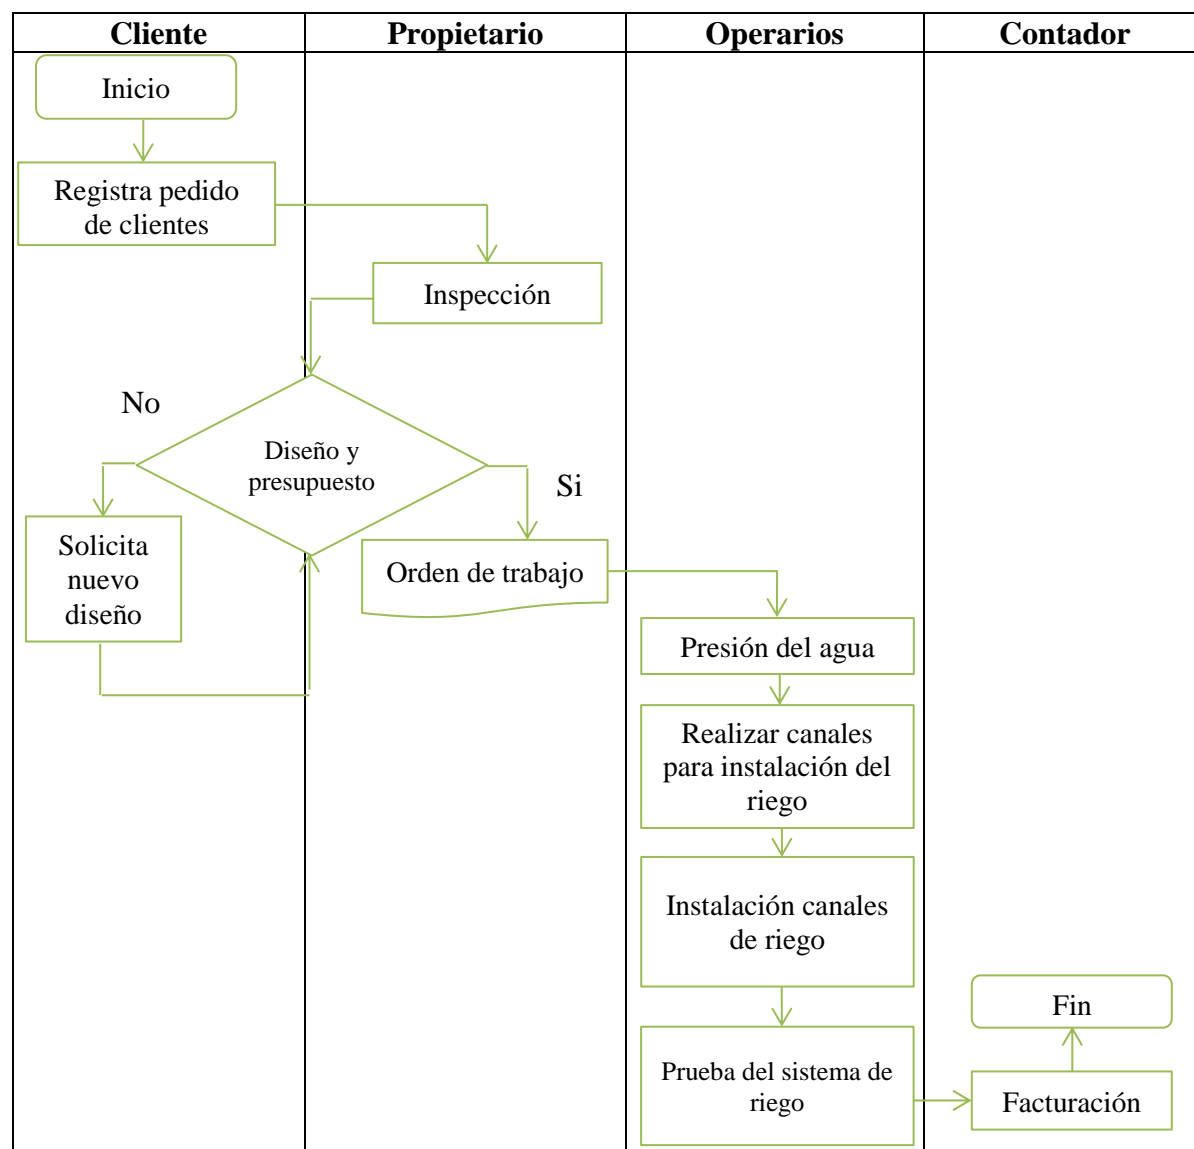 Cliente
Propietario
Operarios
Contador
Inicio
Registra pedido
de clientes
Inspección
No
Diseño y
presupuesto
Si
Solicita
nuevo
diseño
Orden de trabajo
Presión del agua
Realizar canales
para instalación del
riego
Instalación canales
de riego
Prueba del sistema de
riego
Fin
Facturación